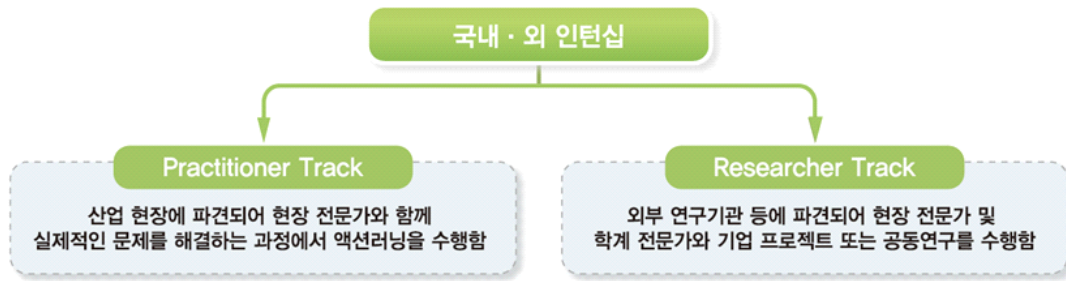 국내 · 외 인턴십
Practitioner Track
산업 현장에 파견되어 현장 전문가와 함께
실제적인 문제를 해결하는 과정에서 액션러닝을 수행함
Researcher Track
외부 연구기관 등에 파견되어 현장 전문가 및
학계 전문가와 기업 프로젝트 또는 공동연구를 수행함